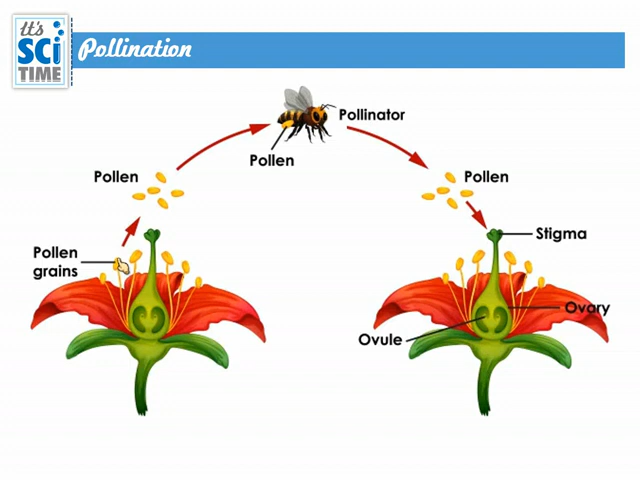 It's
SCi
TIME
Pollination
Pollinator
Pollen
Pollen
Pollen
Pollen
grains
Stigma
Ovary
Ovule